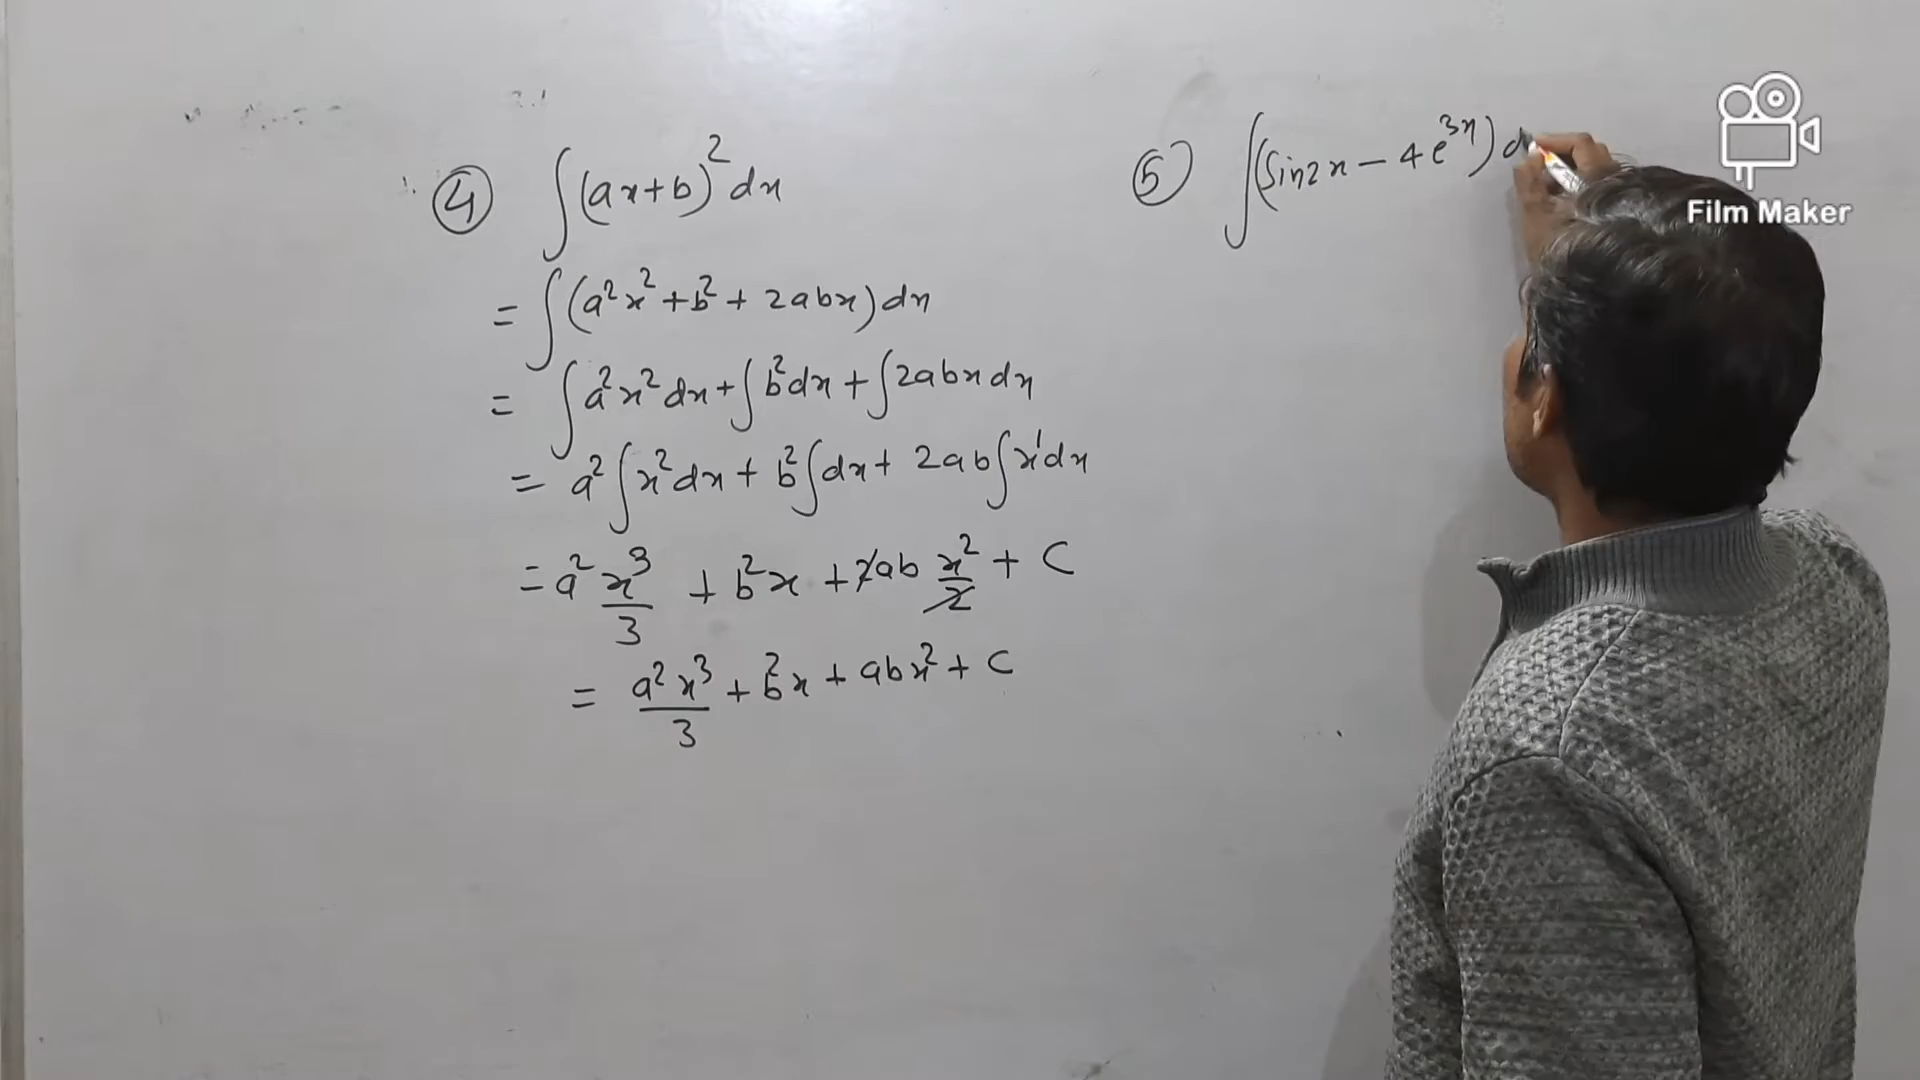 ④ ∫(ax+b)² dx
= ∫(a²x² + b² + 2abx) dx
= ∫a²x² dx + ∫b² dx + ∫2abx dx
= a²∫x² dx + b²∫dx + 2ab∫x¹ dx
= a² x³/3 + b²x + 2ab x²/2 + C
= a²x³/3 + b²x + abx² + C
⑤ ∫(Sin2x − 4e³ˣ) d
Film Maker